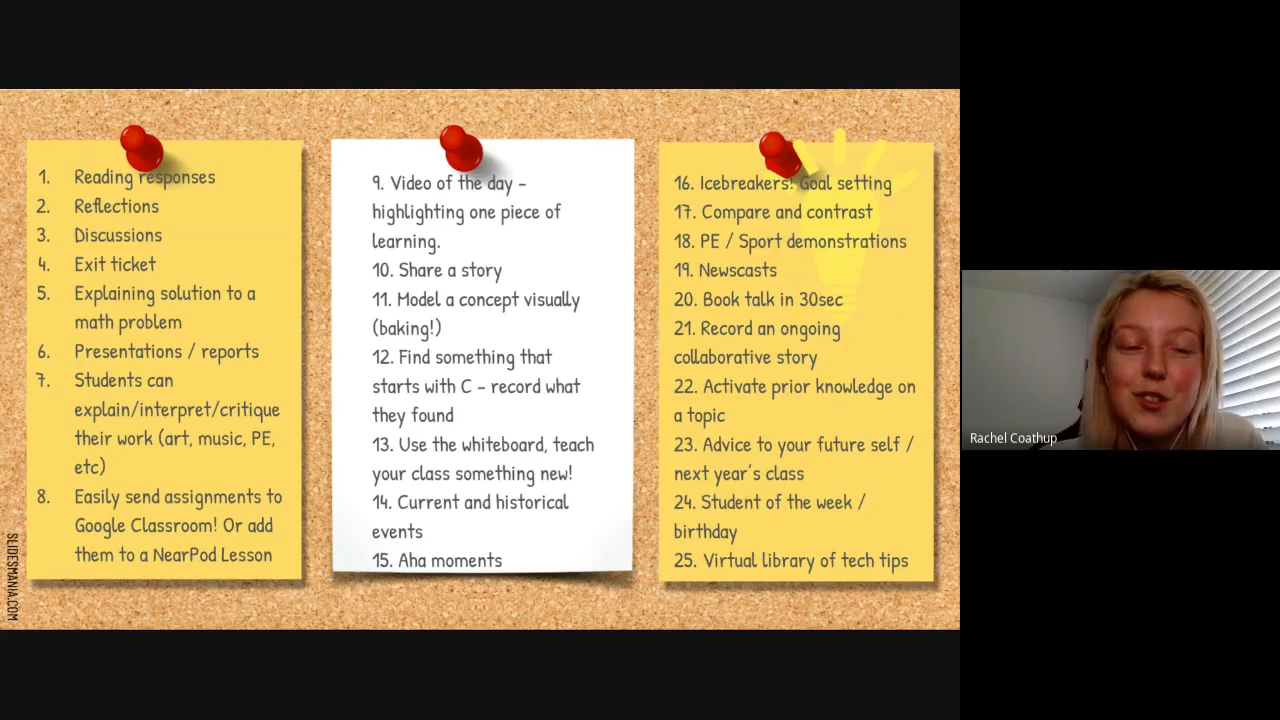 1. Reading responses
2. Reflections
3. Discussions
4. Exit ticket
5. Explaining solution to a
math problem
6. Presentations / reports
7. Students can
explain/interpret/critique
their work (art, music, PE,
etc)
8. Easily send assignments to
Google Classroom! Or add
them to a NearPod Lesson
9. Video of the day –
highlighting one piece of
learning.
10. Share a story
11. Model a concept visually
(baking!)
12. Find something that
starts with C – record what
they found
13. Use the whiteboard, teach
your class something new!
14. Current and historical
events
15. Aha moments
16. Icebreakers! Goal setting
17. Compare and contrast
18. PE / Sport demonstrations
19. Newscasts
20. Book talk in 30sec
21. Record an ongoing
collaborative story
22. Activate prior knowledge on
a topic
23. Advice to your future self /
next year's class
24. Student of the week /
birthday
25. Virtual library of tech tips
SLIDESMANIA.COM
Rachel Coathup